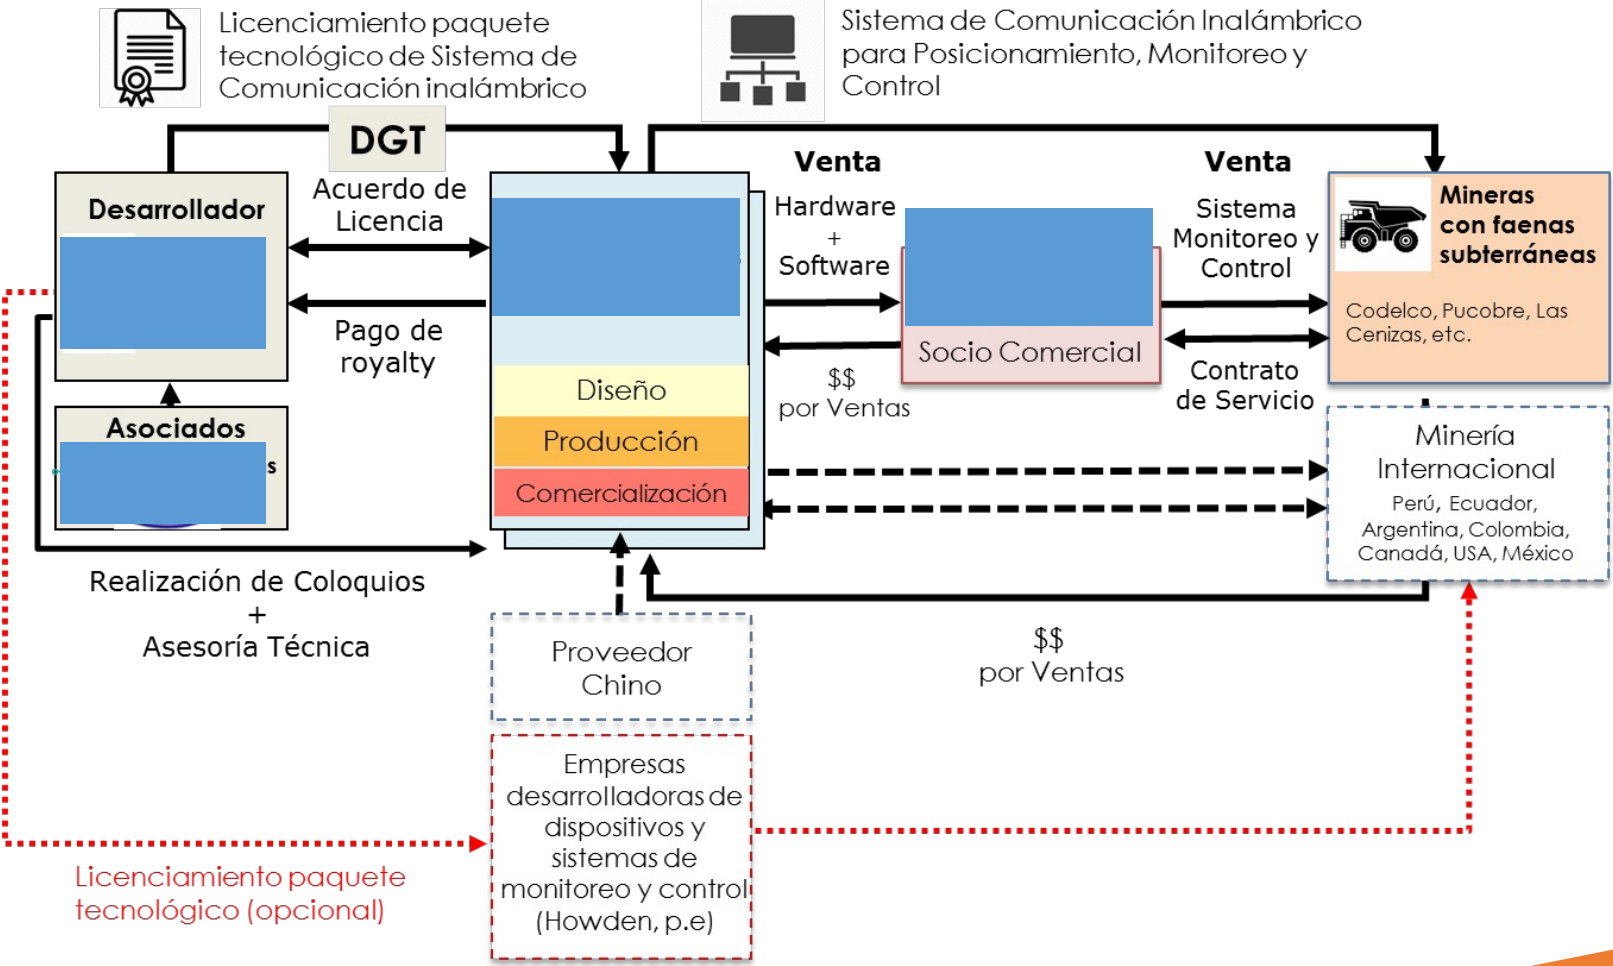 Licenciamiento paquete
tecnológico de Sistema de
Comunicación inalámbrico
Sistema de Comunicación Inalámbrico
para Posicionamiento, Monitoreo y
Control
DGT
Desarrollador
Acuerdo de
Licencia
Pago de
royalty
Asociados
s
Realización de Coloquios
+
Asesoría Técnica
Diseño
Producción
Comercialización
Venta
Hardware
+
Software
$$
por Ventas
Socio Comercial
Venta
Sistema
Monitoreo y
Control
Contrato
de Servicio
Mineras
con faenas
subterráneas
Codelco, Pucobre, Las
Cenizas, etc.
Minería
Internacional
Perú, Ecuador,
Argentina, Colombia,
Canadá, USA, México
$$
por Ventas
Proveedor
Chino
Empresas
desarrolladoras de
dispositivos y
sistemas de
monitoreo y control
(Howden, p.e)
Licenciamiento paquete
tecnológico (opcional)